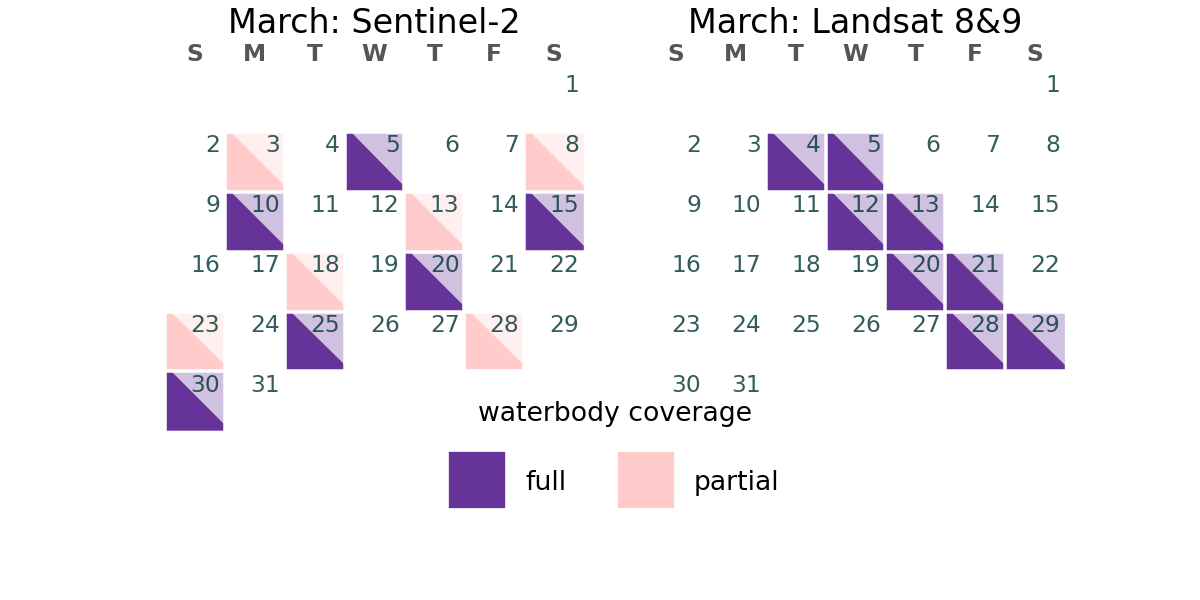 March: Sentinel-2
S M T W T F S
1
2 3 4 5 6 7 8
9 10 11 12 13 14 15
16 17 18 19 20 21 22
23 24 25 26 27 28 29
30 31
March: Landsat 8&9
S M T W T F S
1
2 3 4 5 6 7 8
9 10 11 12 13 14 15
16 17 18 19 20 21 22
23 24 25 26 27 28 29
30 31
waterbody coverage
full partial